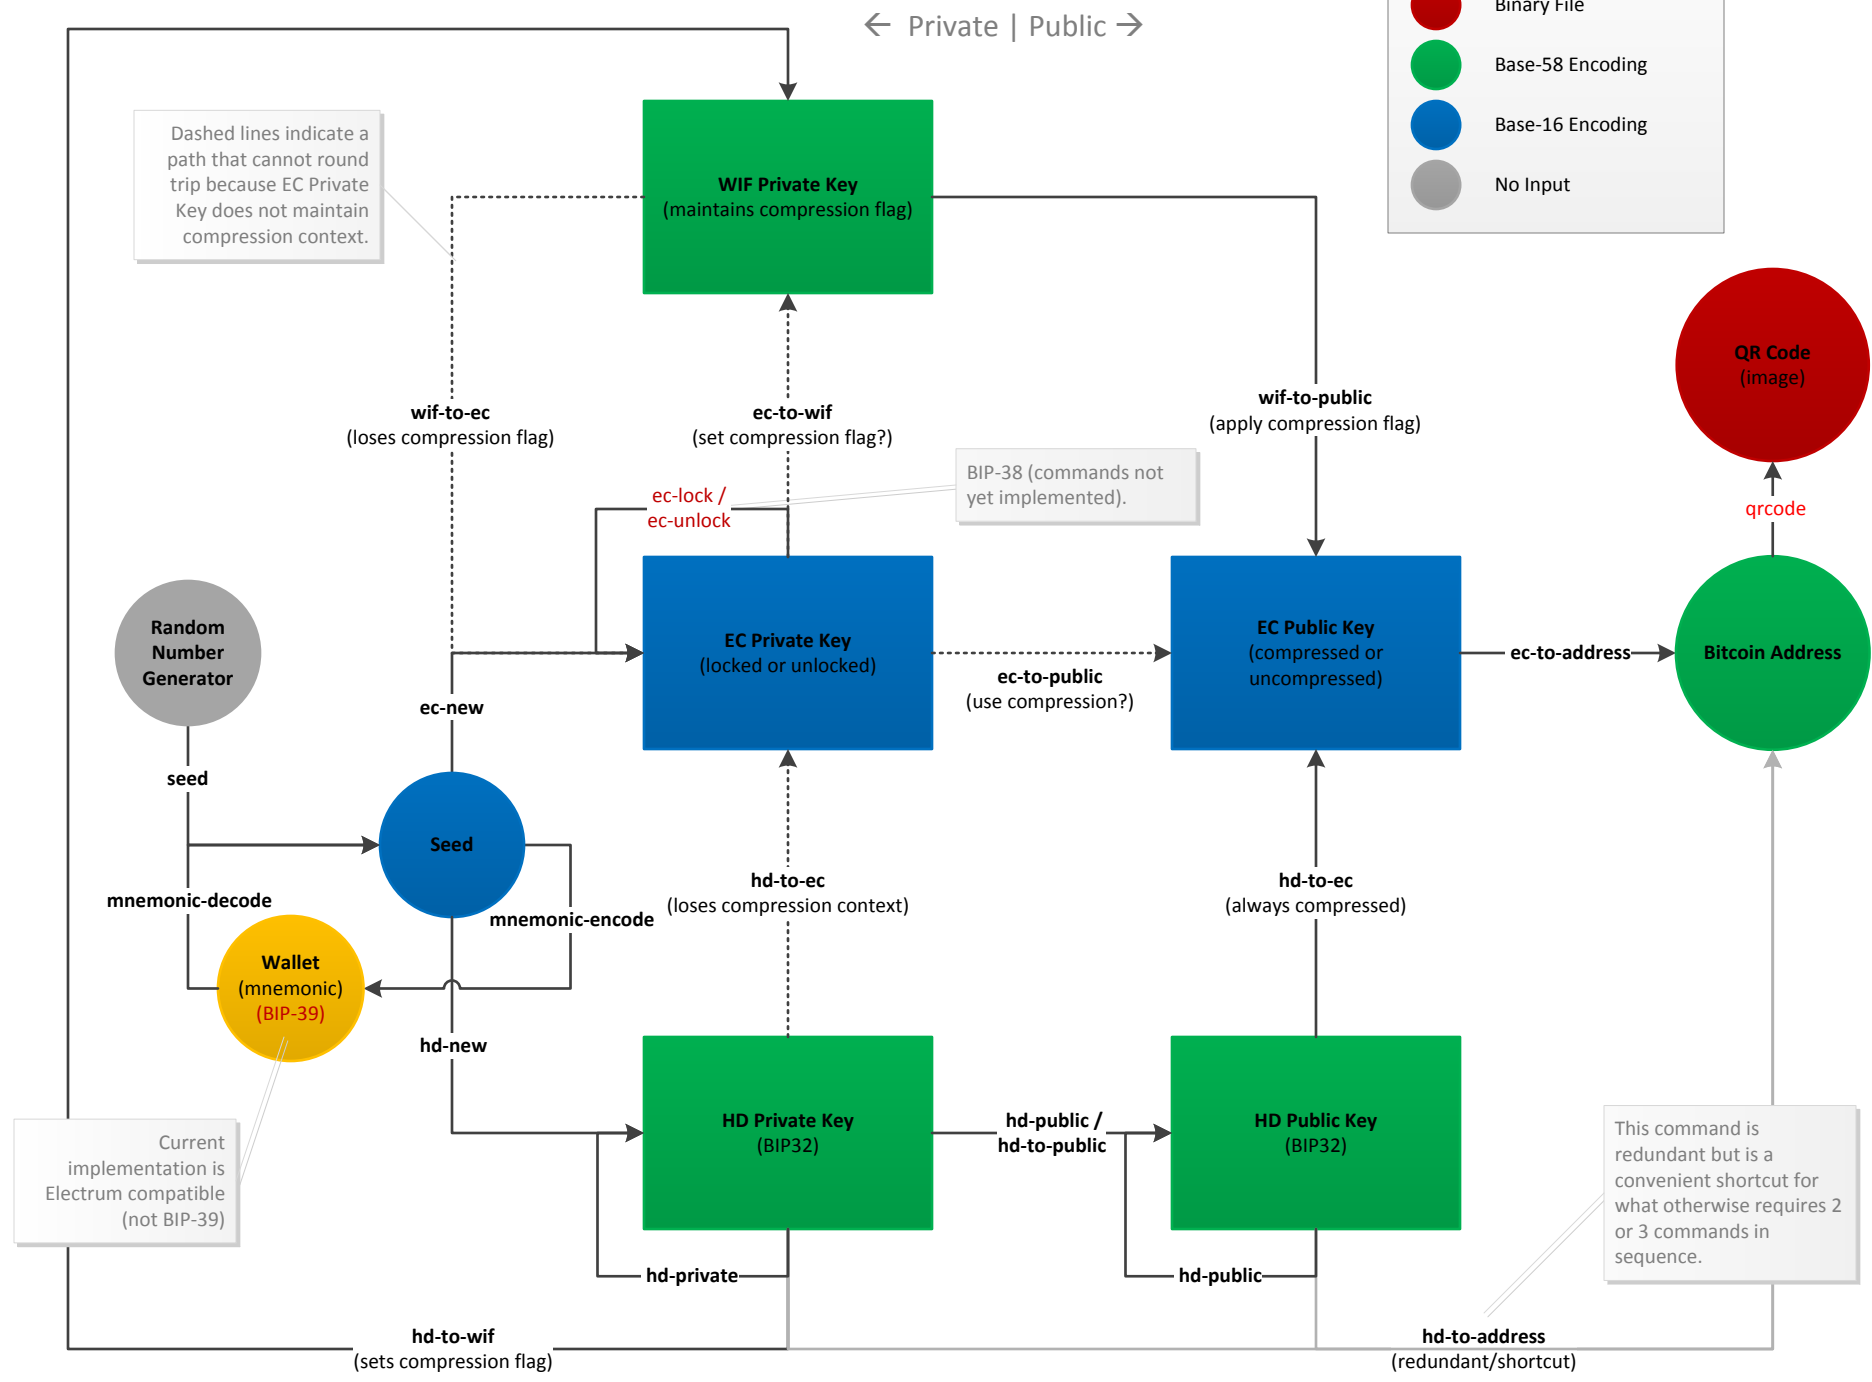 ← Private | Public →
Binary File
Base-58 Encoding
Base-16 Encoding
No Input
Dashed lines indicate a
path that cannot round
trip because EC Private
Key does not maintain
compression context.
WIF Private Key
(maintains compression flag)
QR Code
(image)
wif-to-ec
(loses compression flag)
ec-to-wif
(set compression flag?)
wif-to-public
(apply compression flag)
BIP-38 (commands not
yet implemented).
ec-lock /
ec-unlock
qrcode
Random
Number
Generator
EC Private Key
(locked or unlocked)
EC Public Key
(compressed or
uncompressed)
ec-to-address
Bitcoin Address
ec-to-public
(use compression?)
ec-new
seed
Seed
mnemonic-decode
mnemonic-encode
hd-to-ec
(loses compression context)
hd-to-ec
(always compressed)
Wallet
(mnemonic)
(BIP-39)
hd-new
HD Private Key
(BIP32)
hd-public /
hd-to-public
HD Public Key
(BIP32)
Current
implementation is
Electrum compatible
(not BIP-39)
This command is
redundant but is a
convenient shortcut for
what otherwise requires 2
or 3 commands in
sequence.
hd-private
hd-public
hd-to-wif
(sets compression flag)
hd-to-address
(redundant/shortcut)